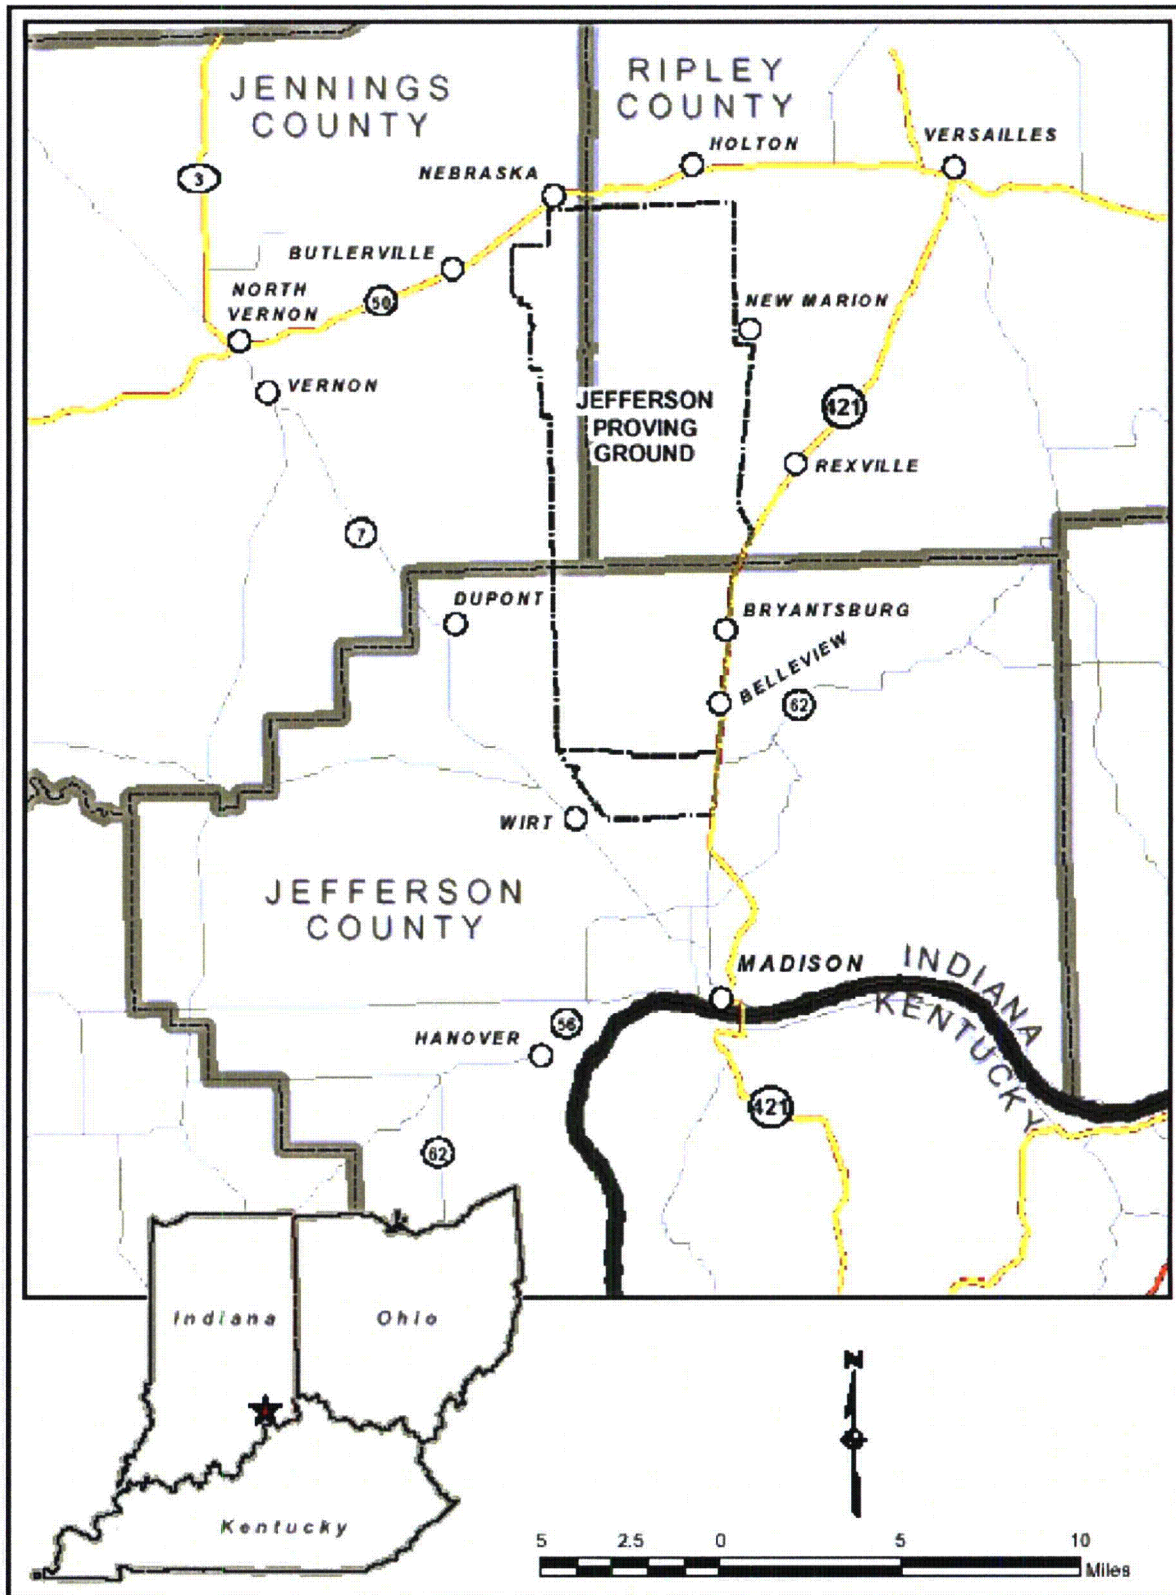 JENNINGS
COUNTY
RIPLEY
COUNTY
HOLTON
VERSAILLES
3
NEBRASKA
BUTLERVILLE
NORTH
VERNON
50
NEW MARION
VERNON
JEFFERSON
PROVING
GROUND
421
REXVILLE
7
DUPONT
BRYANTSBURG
BELLEVIEW
62
WIRT
JEFFERSON
COUNTY
MADISON
INDIANA
KENTUCKY
HANOVER
56
421
62
Indiana
Ohio
Kentucky
N
5 2.5 0 5 10
Miles